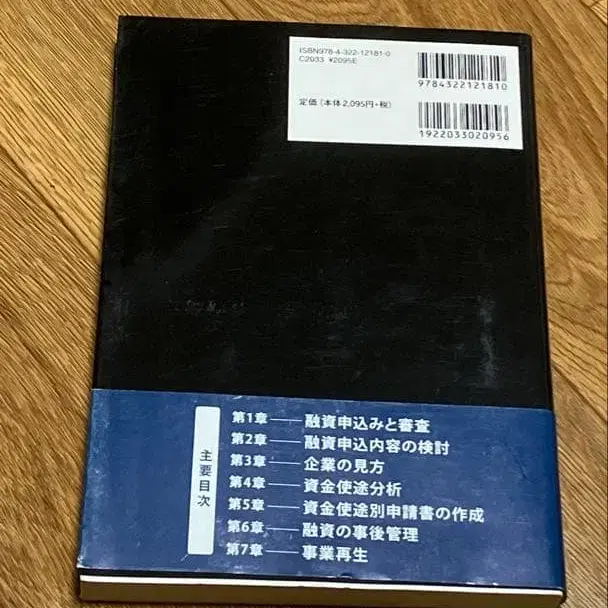 ISBN978-4-322-12181-0
C2033 ¥2095E
定価(本体2,095円+税)
9784322121810
1922033020956
主要目次
第1章──融資申込みと審査
第2章──融資申込内容の検討
第3章──企業の見方
第4章──資金使途分析
第5章──資金使途別申請書の作成
第6章──融資の事後管理
第7章──事業再生